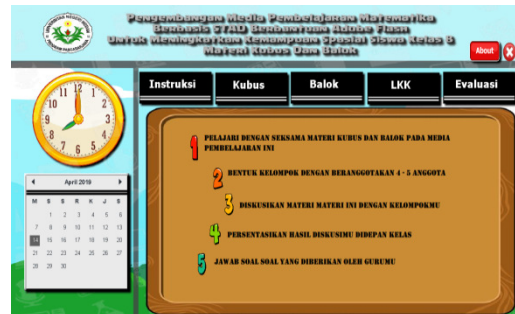 Pengembangan Media Pembelajaran Matematika
Berbasis STAD Berbantuan Adobe Flash
Untuk Meningkatkan Kemampuan Spasial Siswa Kelas 8
Materi Kubus Dan Balok
About
X
Instruksi
Kubus
Balok
LKK
Evaluasi
12
11 1
10 2
9 3
8 4
7 6 5
1 PELAJARI DENGAN SEKSAMA MATERI KUBUS DAN BALOK PADA MEDIA
PEMBELAJARAN INI
2 BENTUK KELOMPOK DENGAN BERANGGOTAKAN 4 - 5 ANGGOTA
3 DISKUSIKAN MATERI MATERI INI DENGAN KELOMPOKMU
4 PERSENTASIKAN HASIL DISKUSIMU DIDEPAN KELAS
5 JAWAB SOAL SOAL YANG DIBERIKAN OLEH GURUMU
April 2019
M S S R K J S
1 2 3 4 5 6
7 8 9 10 11 12 13
14 15 16 17 18 19 20
21 22 23 24 25 26 27
28 29 30